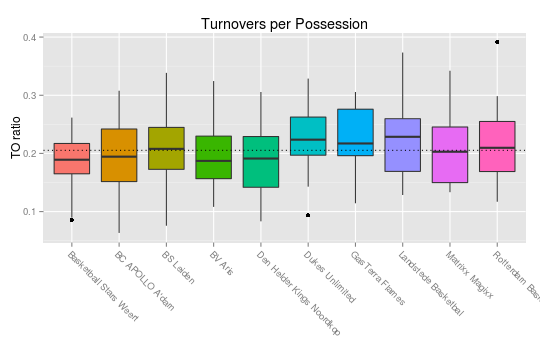 Turnovers per Possession
TO ratio
0.4
0.3
0.2
0.1
Basketball Stars Weert
BC APOLLO A'dam
BS Leiden
BV Aris
Den Helder Kings Noordkop
Dukes Unlimited
GasTerra Flames
Landstede Basketbal
Matrixx Magixx
Rotterdam Bas